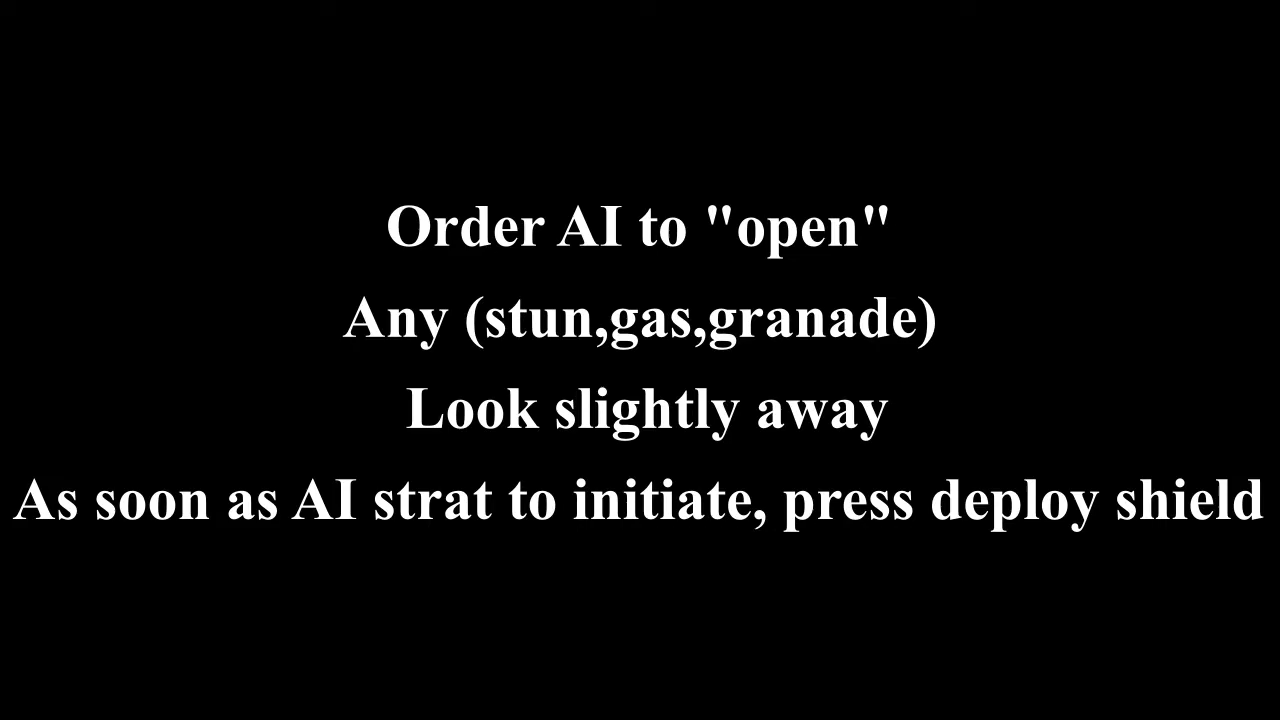 Order AI to "open"
Any (stun,gas,granade)
Look slightly away
As soon as AI strat to initiate, press deploy shield